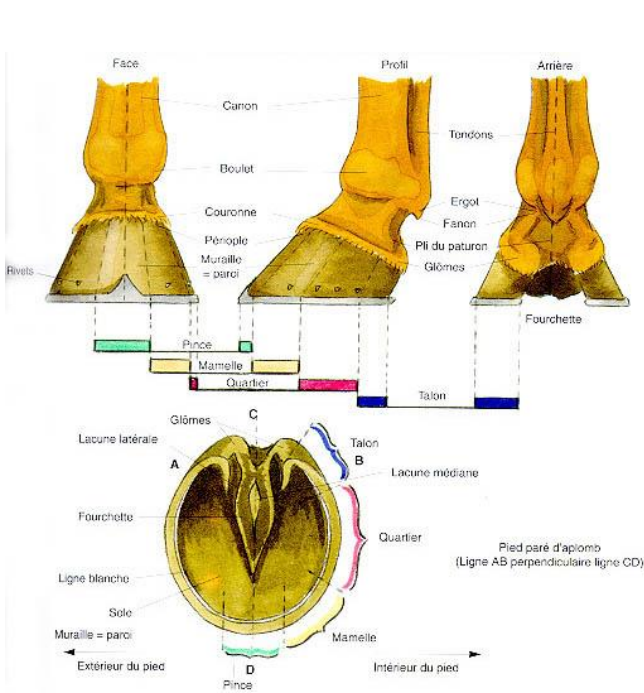 Face
Profil
Arrière
Canon
Tendons
Boulet
Ergot
Couronne
Fanon
Périople
Pli du paturon
Muraille
= paroi
Glômes
Rivets
Fourchette
Pince
Mamelle
Quartier
Talon
C
Glômes
Lacune latérale
Talon
A
B
Lacune médiane
Fourchette
Quartier
Pied paré d'aplomb
(Ligne AB perpendiculaire ligne CD)
Ligne blanche
Sole
Muraille = paroi
Mamelle
Extérieur du pied
D
Intérieur du pied
Pince